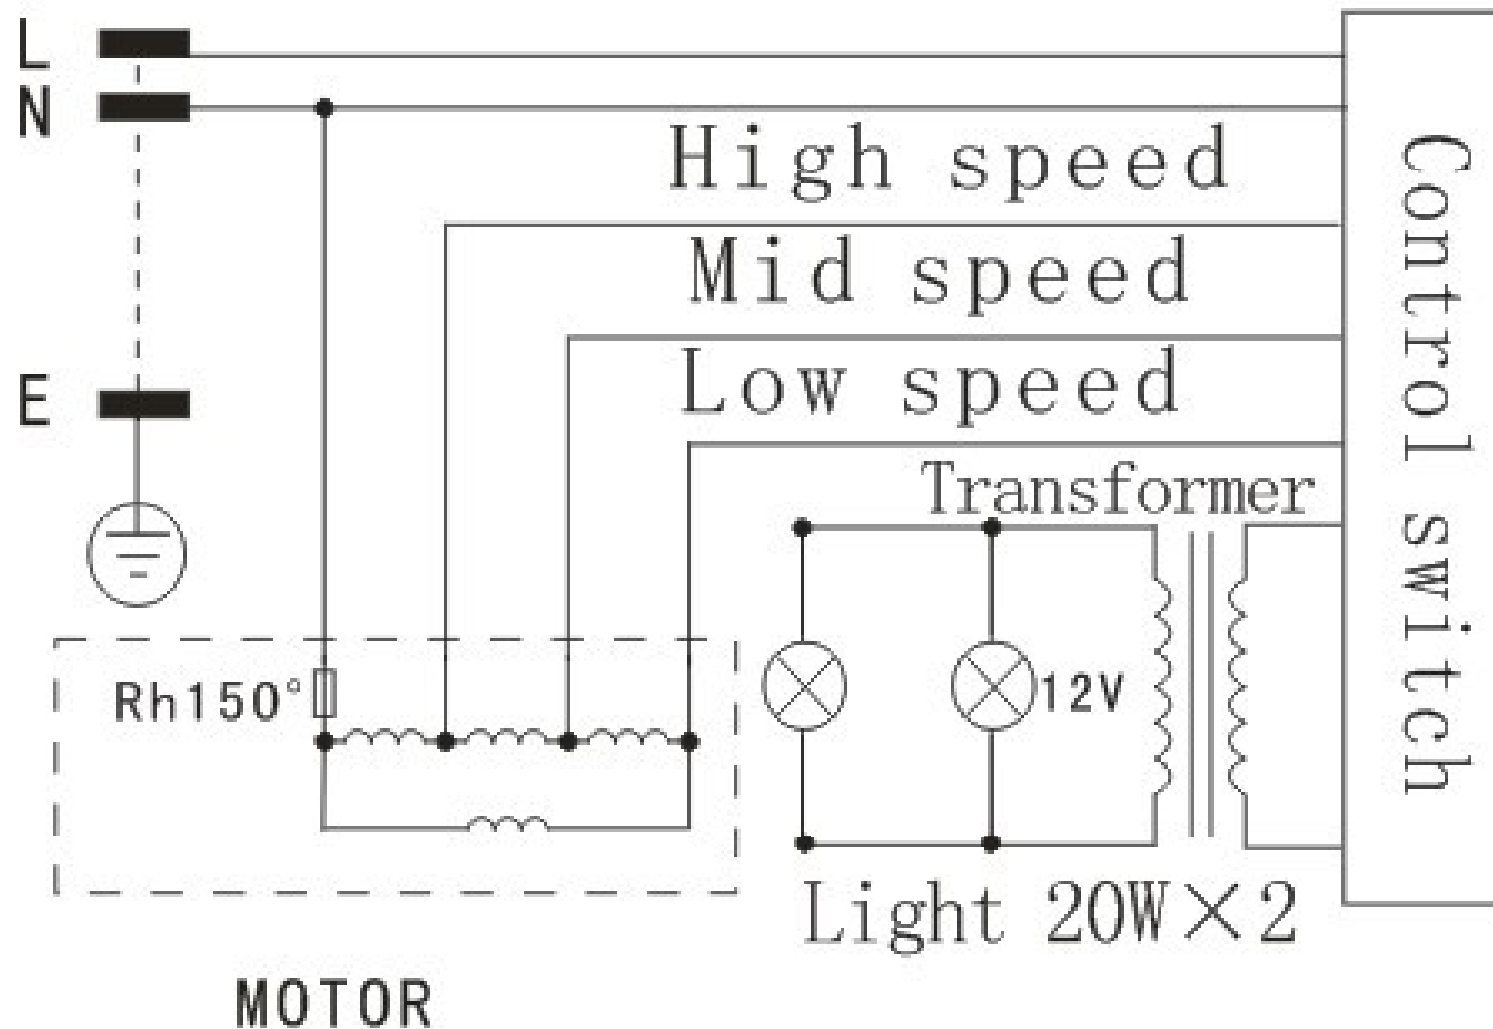 L
N
High speed
Mid speed
Low speed
E
Transformer
Control switch
Rh150°
12V
Light 20W×2
MOTOR